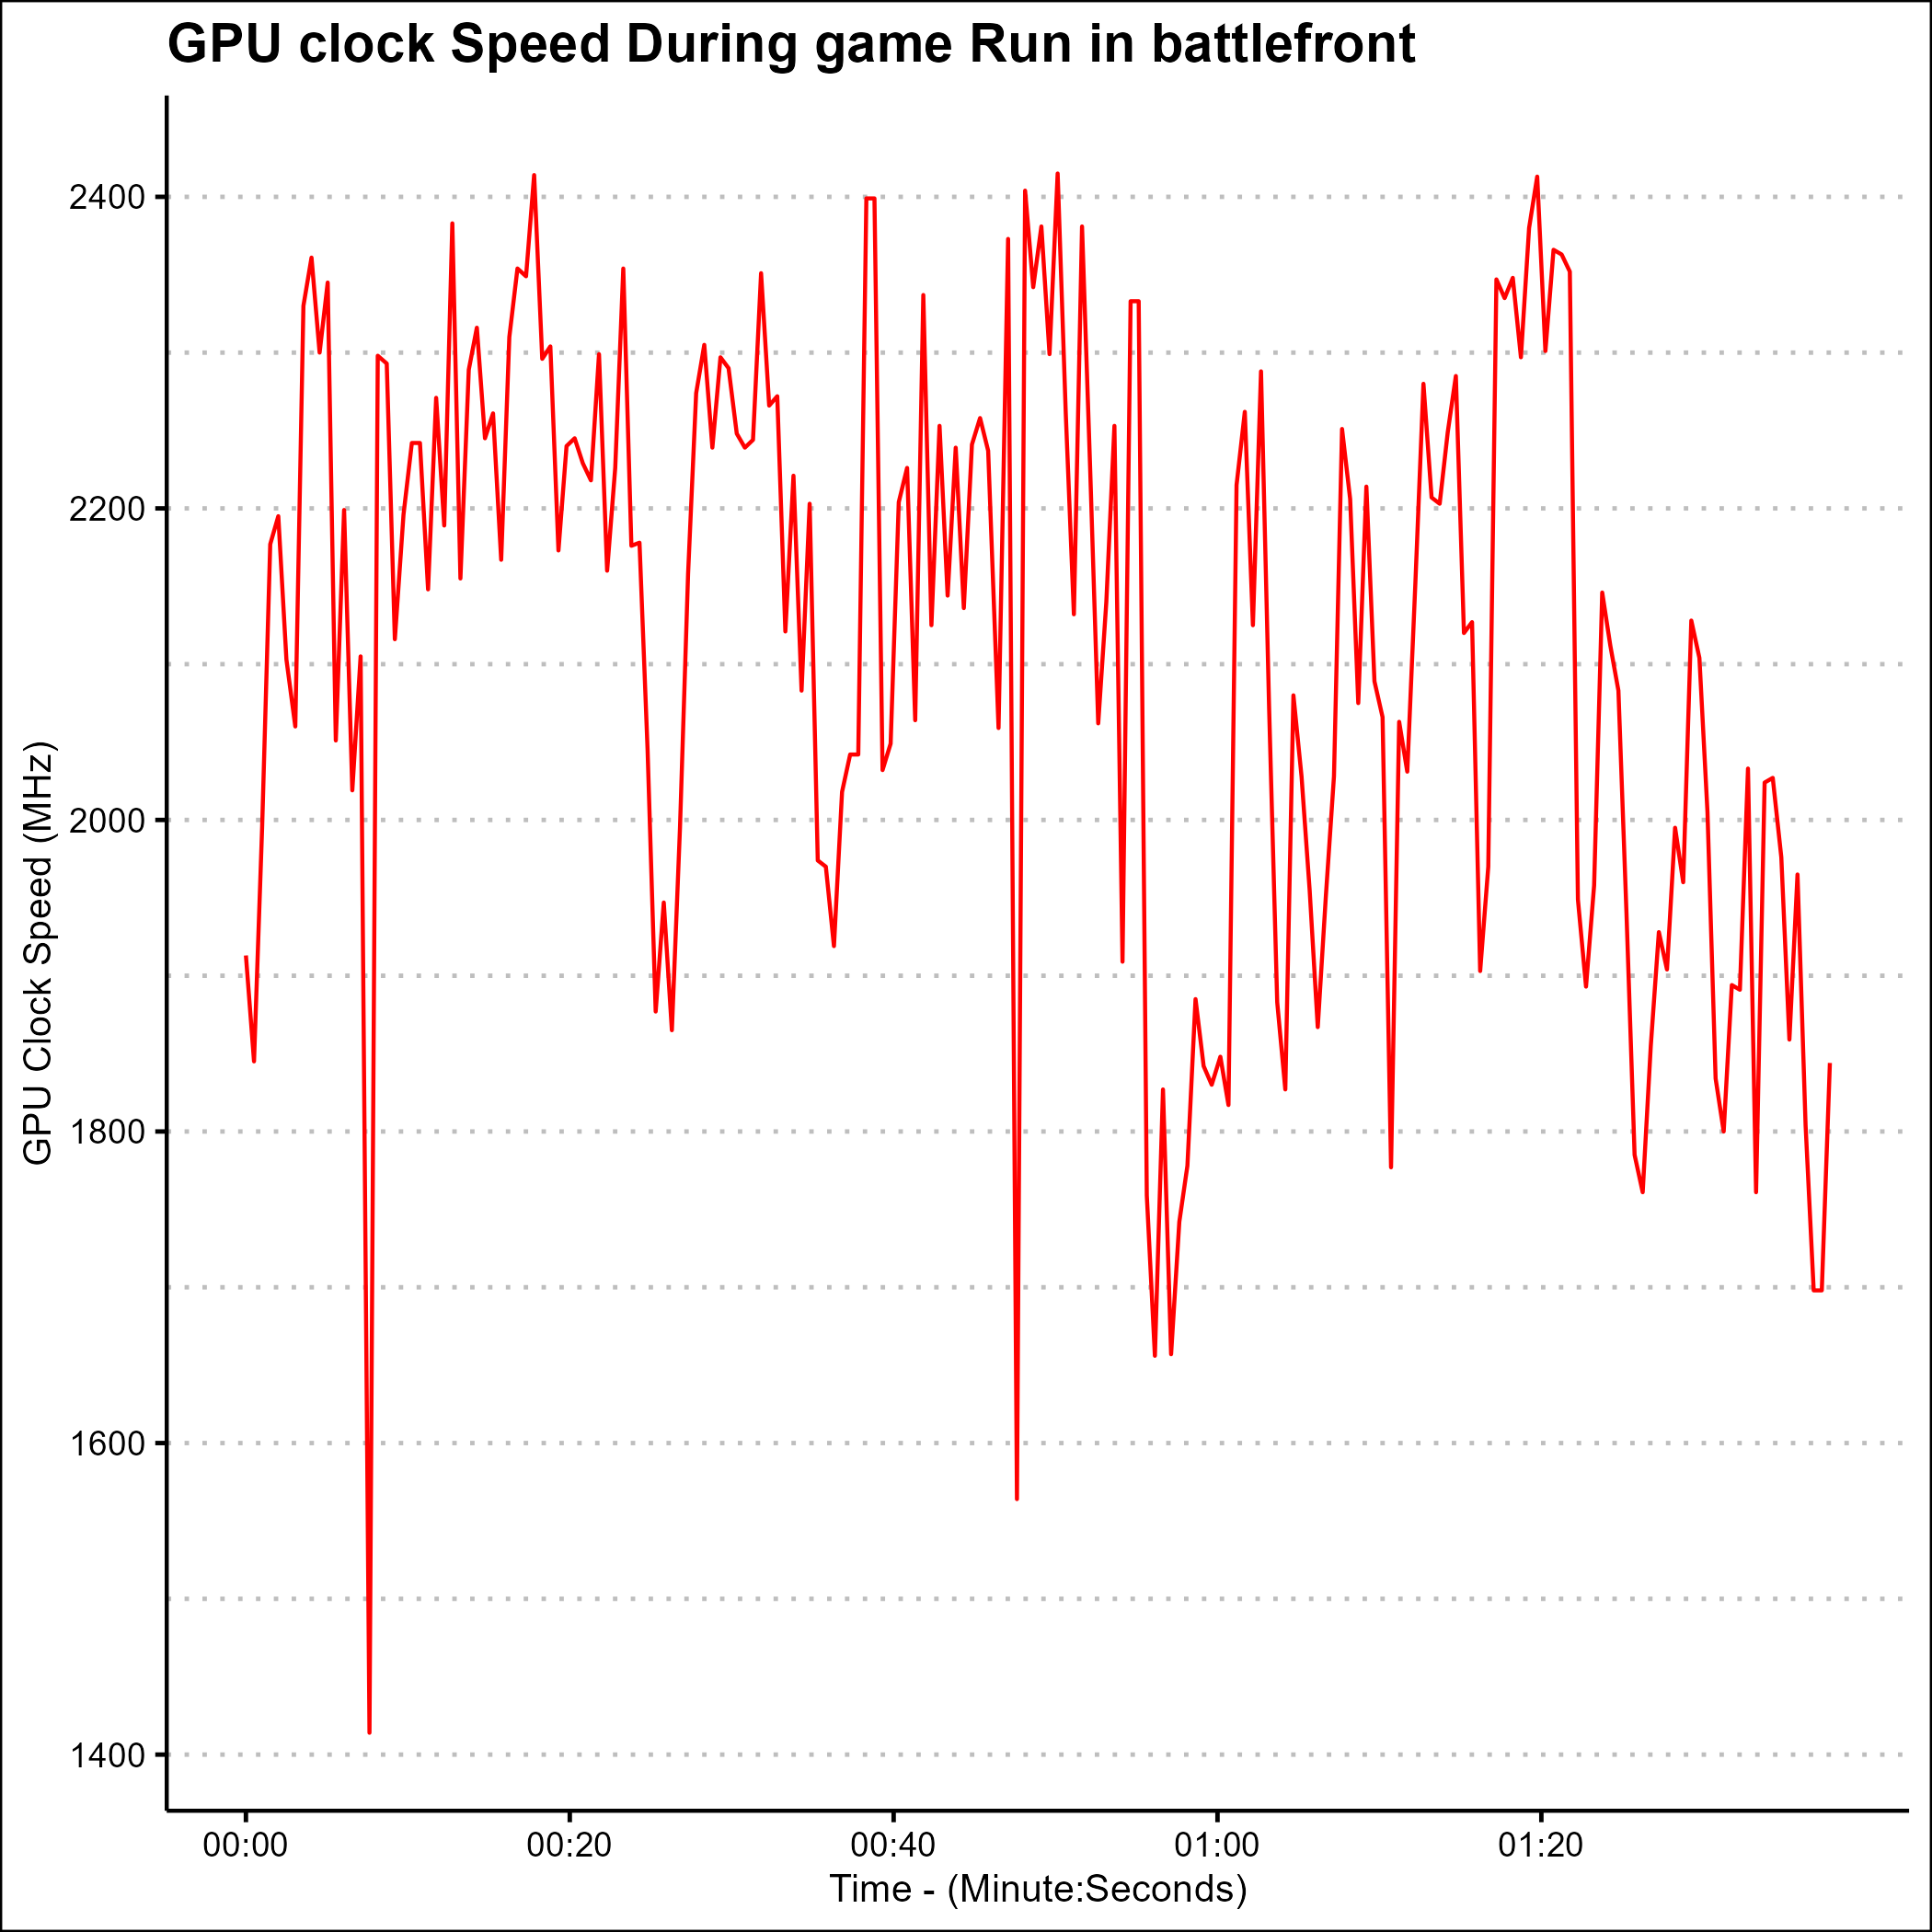 GPU clock Speed During game Run in battlefront
GPU Clock Speed (MHz)
2400
2200
2000
1800
1600
1400
00:00 00:20 00:40 01:00 01:20
Time - (Minute:Seconds)